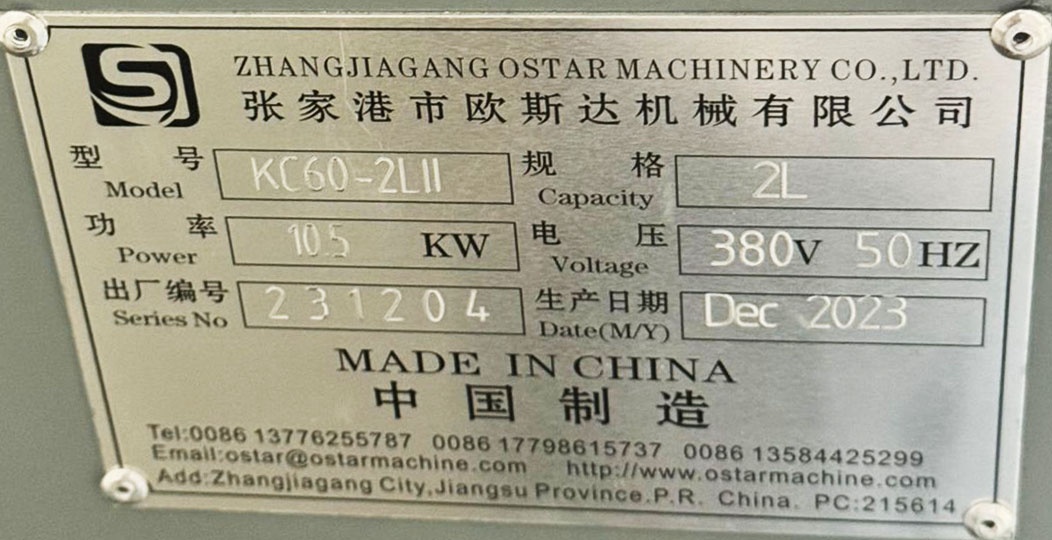 ZHANGJIAGANG OSTAR MACHINERY CO.,LTD.
张家港市欧斯达机械有限公司
型号 Model KC60-2LII 规格 Capacity 2L
功率 Power 10.5 KW 电压 Voltage 380V 50HZ
出厂编号 Series No 231204 生产日期 Date(M/Y) Dec 2023
MADE IN CHINA
中国制造
Tel:0086 13776255787 0086 17798615737 0086 13584425299
Email:ostar@ostarmachine.com http://www.ostarmachine.com
Add:Zhangjiagang City,Jiangsu Province.P.R. China. PC:215614